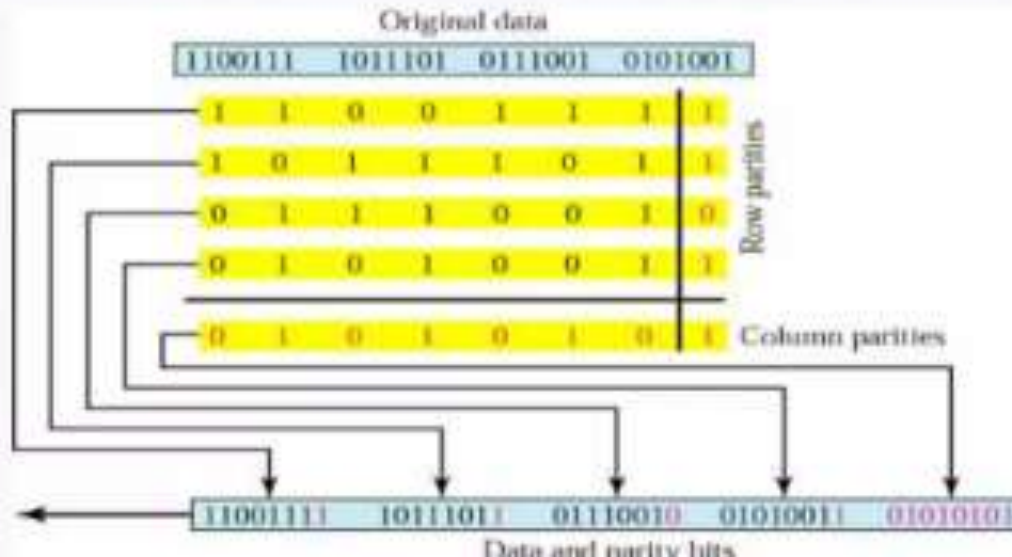 Original data
1100111 1011101 0111001 0101001
1 1 0 0 1 1 1 1
1 0 1 1 1 0 1 1
0 1 1 1 0 0 1 0
0 1 0 1 0 0 1 1
Row parities
0 1 0 1 0 1 0 1 Column parities
11001111 10111011 01110010 01010011 01010101
Data and parity bits